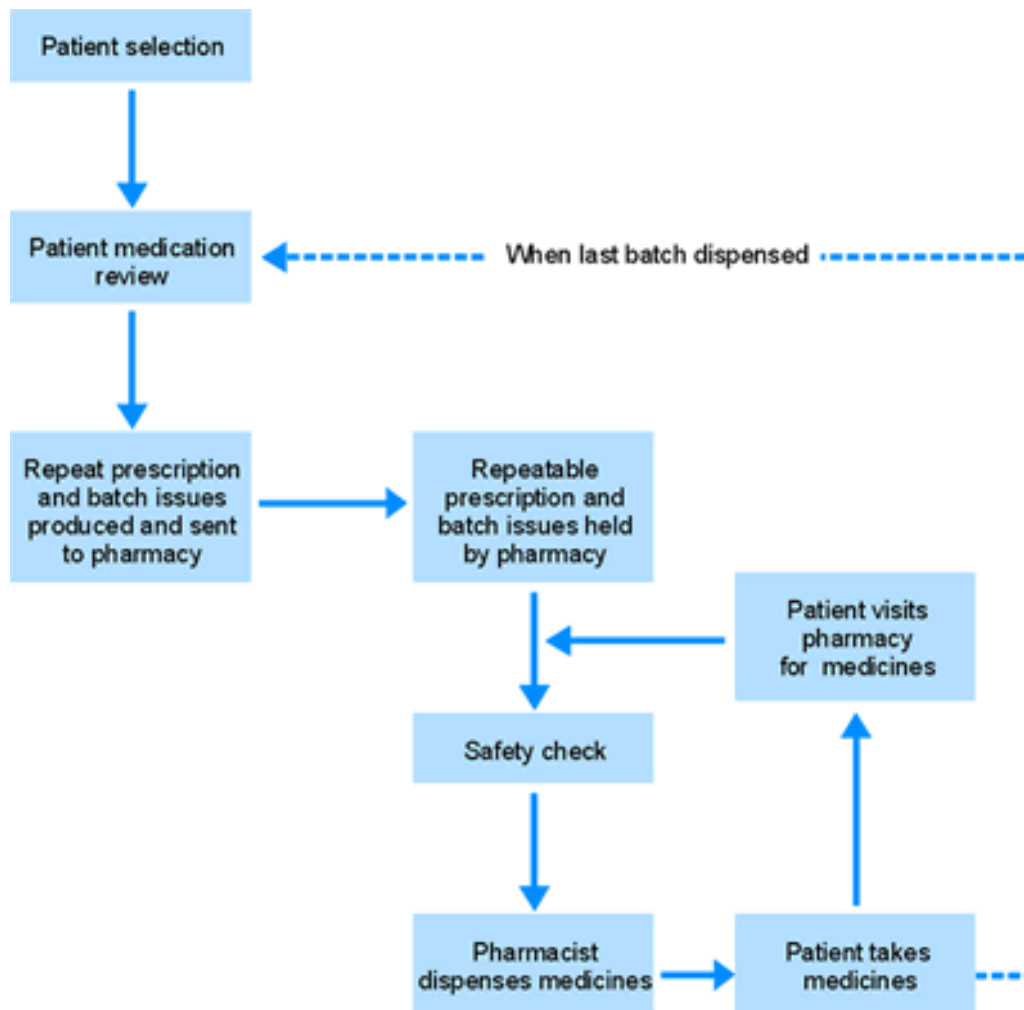 Patient selection
Patient medication
review
When last batch dispensed
Repeat prescription
and batch issues
produced and sent
to pharmacy
Repeatable
prescription and
batch issues held
by pharmacy
Patient visits
pharmacy
for medicines
Safety check
Pharmacist
dispenses medicines
Patient takes
medicines